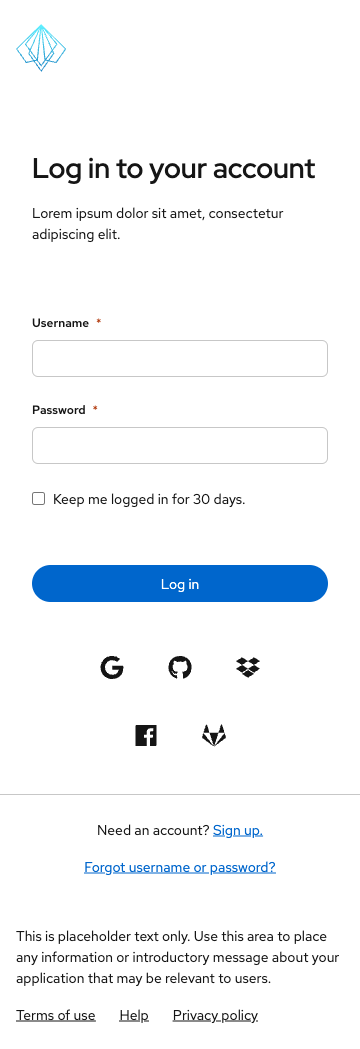 Log in to your account
Lorem ipsum dolor sit amet, consectetur
adipiscing elit.
Username *
Password *
Keep me logged in for 30 days.
Log in
Need an account? Sign up.
Forgot username or password?
This is placeholder text only. Use this area to place
any information or introductory message about your
application that may be relevant to users.
Terms of use Help Privacy policy